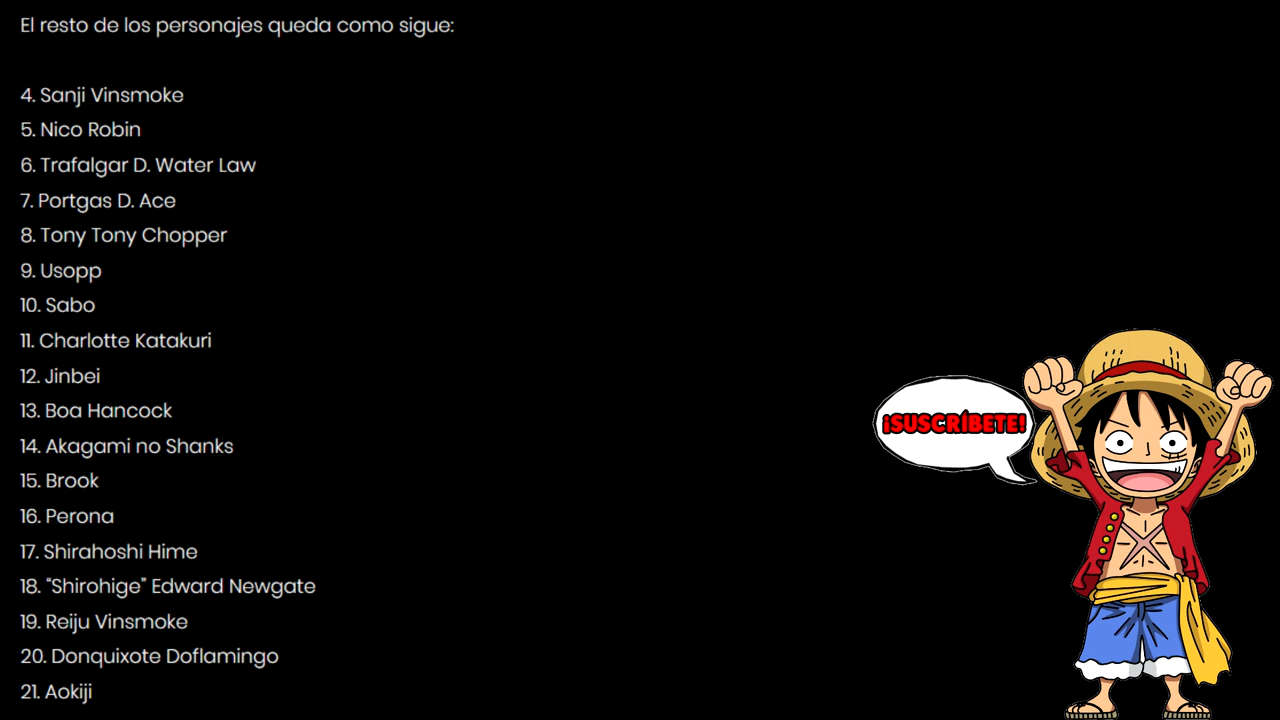 El resto de los personajes queda como sigue:
4. Sanji Vinsmoke
5. Nico Robin
6. Trafalgar D. Water Law
7. Portgas D. Ace
8. Tony Tony Chopper
9. Usopp
10. Sabo
11. Charlotte Katakuri
12. Jinbei
13. Boa Hancock
14. Akagami no Shanks
15. Brook
16. Perona
17. Shirahoshi Hime
18. “Shirohige” Edward Newgate
19. Reiju Vinsmoke
20. Donquixote Doflamingo
21. Aokiji
¡SUSCRÍBETE!